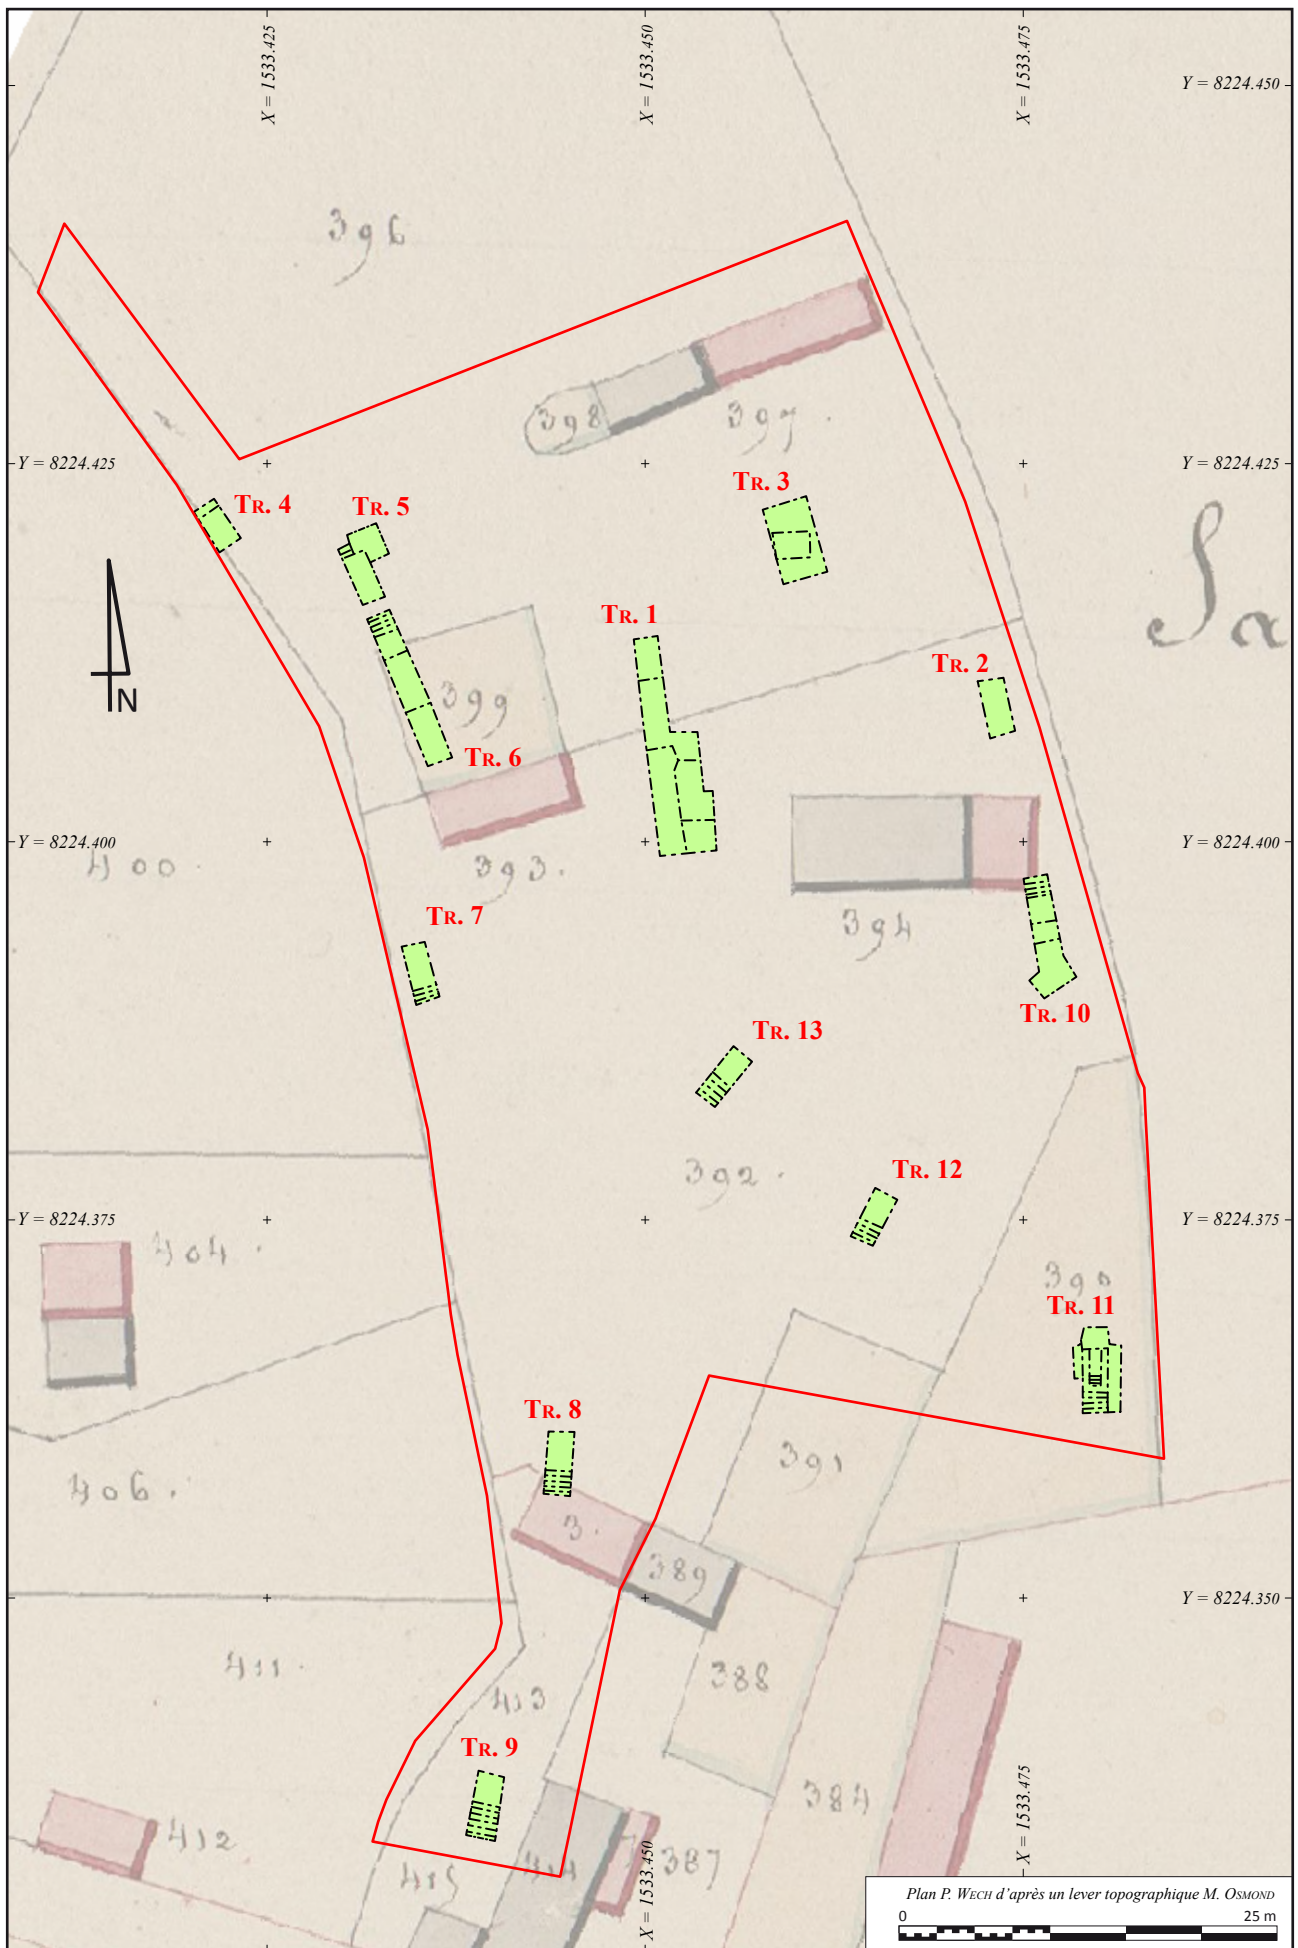 X = 1533.425
X = 1533.450
X = 1533.475
Y = 8224.450
396
398
397.
Y = 8224.425
Y = 8224.425
TR. 3
TR. 4
TR. 5
Sa
TR. 1
TR. 2
399
TR. 6
N
Y = 8224.400
Y = 8224.400
400.
393.
394
TR. 7
TR. 10
TR. 13
392.
TR. 12
Y = 8224.375
Y = 8224.375
404.
390
TR. 11
TR. 8
391
406.
3.
389
Y = 8224.350
411.
388
413
TR. 9
384
X = 1533.450
X = 1533.475
412
387
415
414
Plan P. WECH d'après un lever topographique M. OSMOND
0
25 m